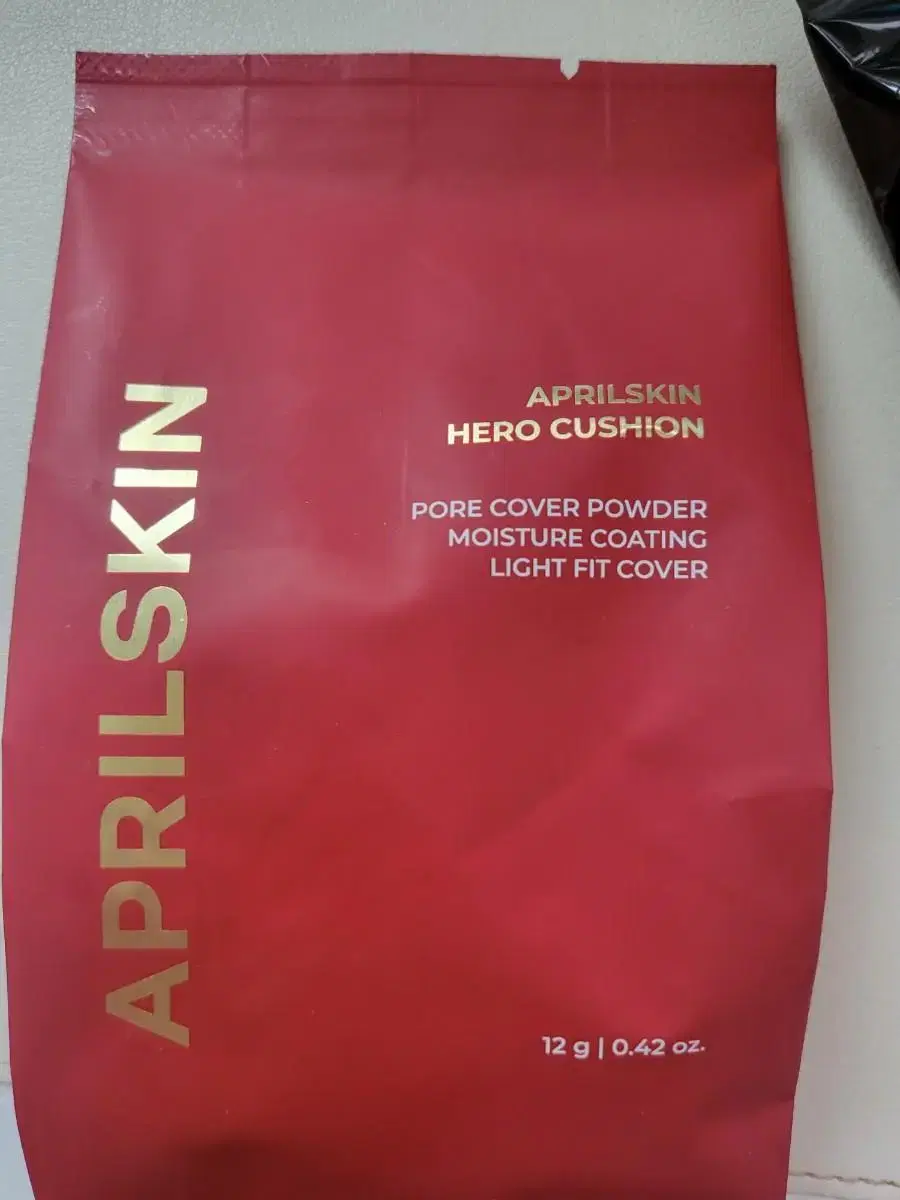 APRILSKIN
APRILSKIN
HERO CUSHION
PORE COVER POWDER
MOISTURE COATING
LIGHT FIT COVER
12 g | 0.42 oz.